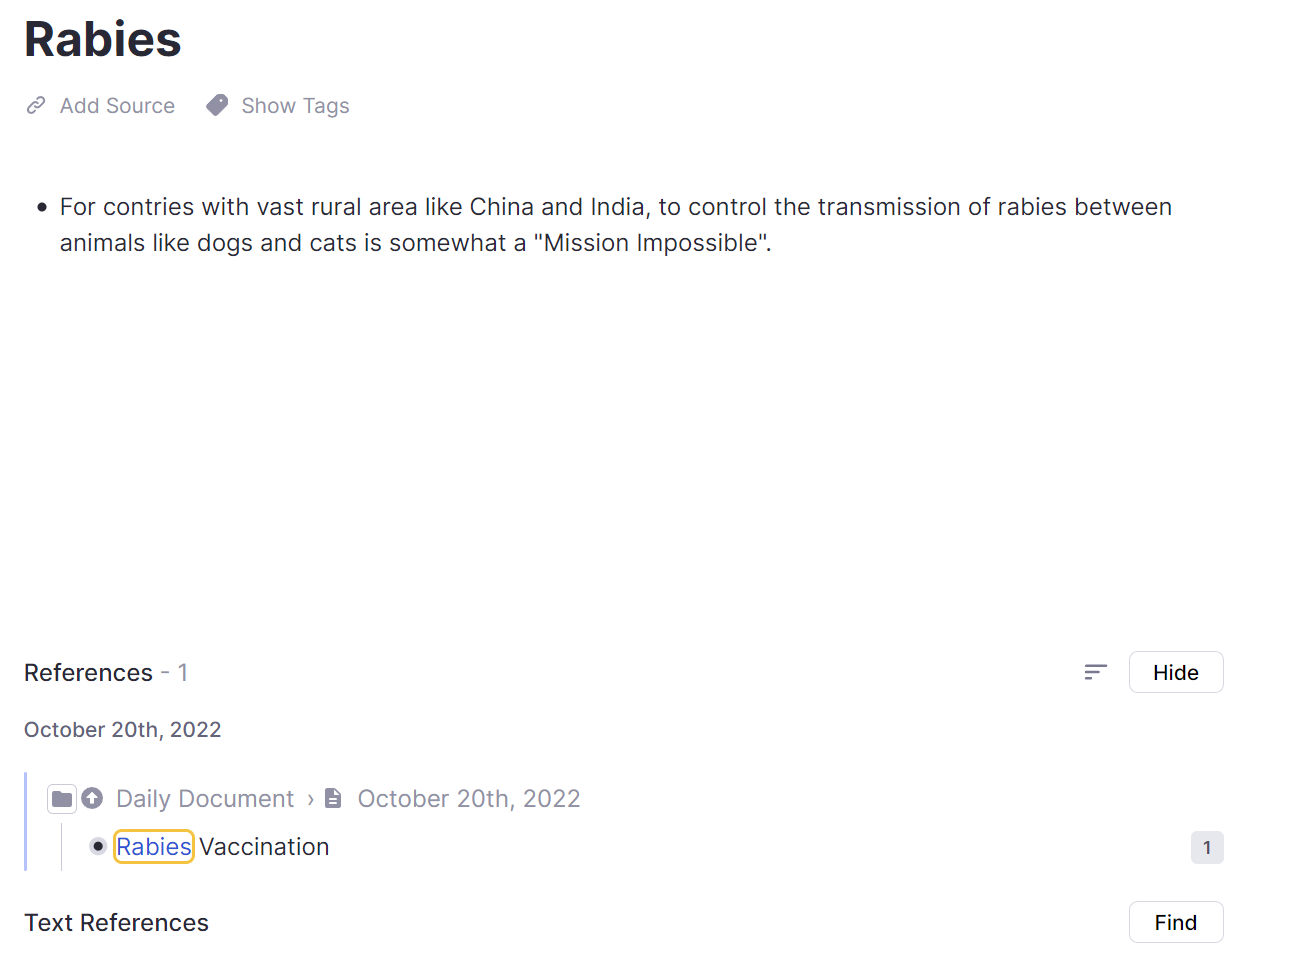 Rabies
Add Source Show Tags
For contries with vast rural area like China and India, to control the transmission of rabies between
animals like dogs and cats is somewhat a "Mission Impossible".
References - 1 Hide
October 20th, 2022
Daily Document › October 20th, 2022
Rabies Vaccination 1
Text References Find